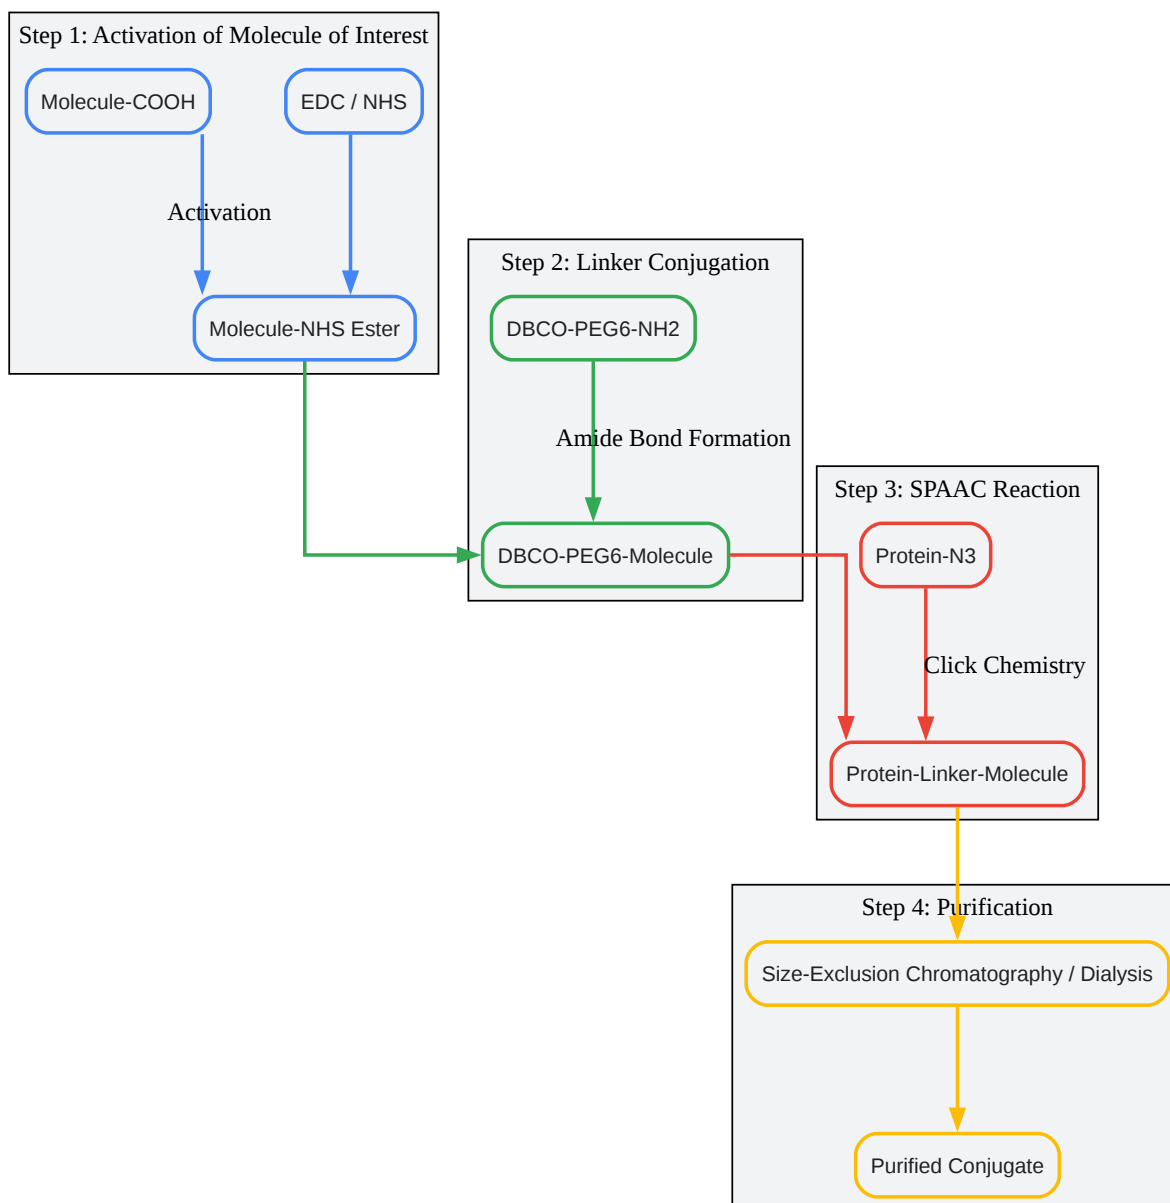 Step 1: Activation of Molecule of Interest
Molecule-COOH
EDC / NHS
Activation
Molecule-NHS Ester
Step 2: Linker Conjugation
DBCO-PEG6-NH2
Amide Bond Formation
DBCO-PEG6-Molecule
Step 3: SPAAC Reaction
Protein-N3
Click Chemistry
Protein-Linker-Molecule
Step 4: Purification
Size-Exclusion Chromatography / Dialysis
Purified Conjugate